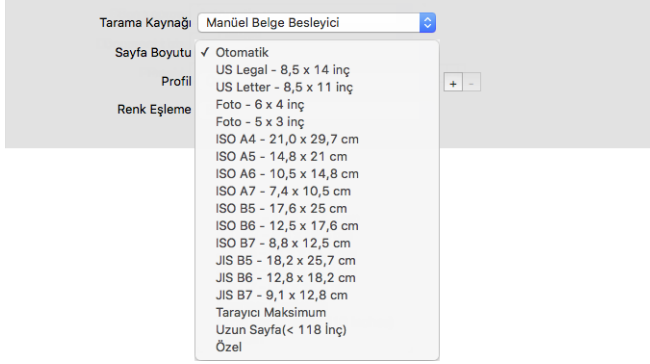 Tarama Kaynağı Manüel Belge Besleyici
Sayfa Boyutu ✓ Otomatik
US Legal - 8,5 x 14 inç
Profil US Letter - 8,5 x 11 inç + -
Foto - 6 x 4 inç
Renk Eşleme Foto - 5 x 3 inç
ISO A4 - 21,0 x 29,7 cm
ISO A5 - 14,8 x 21 cm
ISO A6 - 10,5 x 14,8 cm
ISO A7 - 7,4 x 10,5 cm
ISO B5 - 17,6 x 25 cm
ISO B6 - 12,5 x 17,6 cm
ISO B7 - 8,8 x 12,5 cm
JIS B5 - 18,2 x 25,7 cm
JIS B6 - 12,8 x 18,2 cm
JIS B7 - 9,1 x 12,8 cm
Tarayıcı Maksimum
Uzun Sayfa(< 118 İnç)
Özel